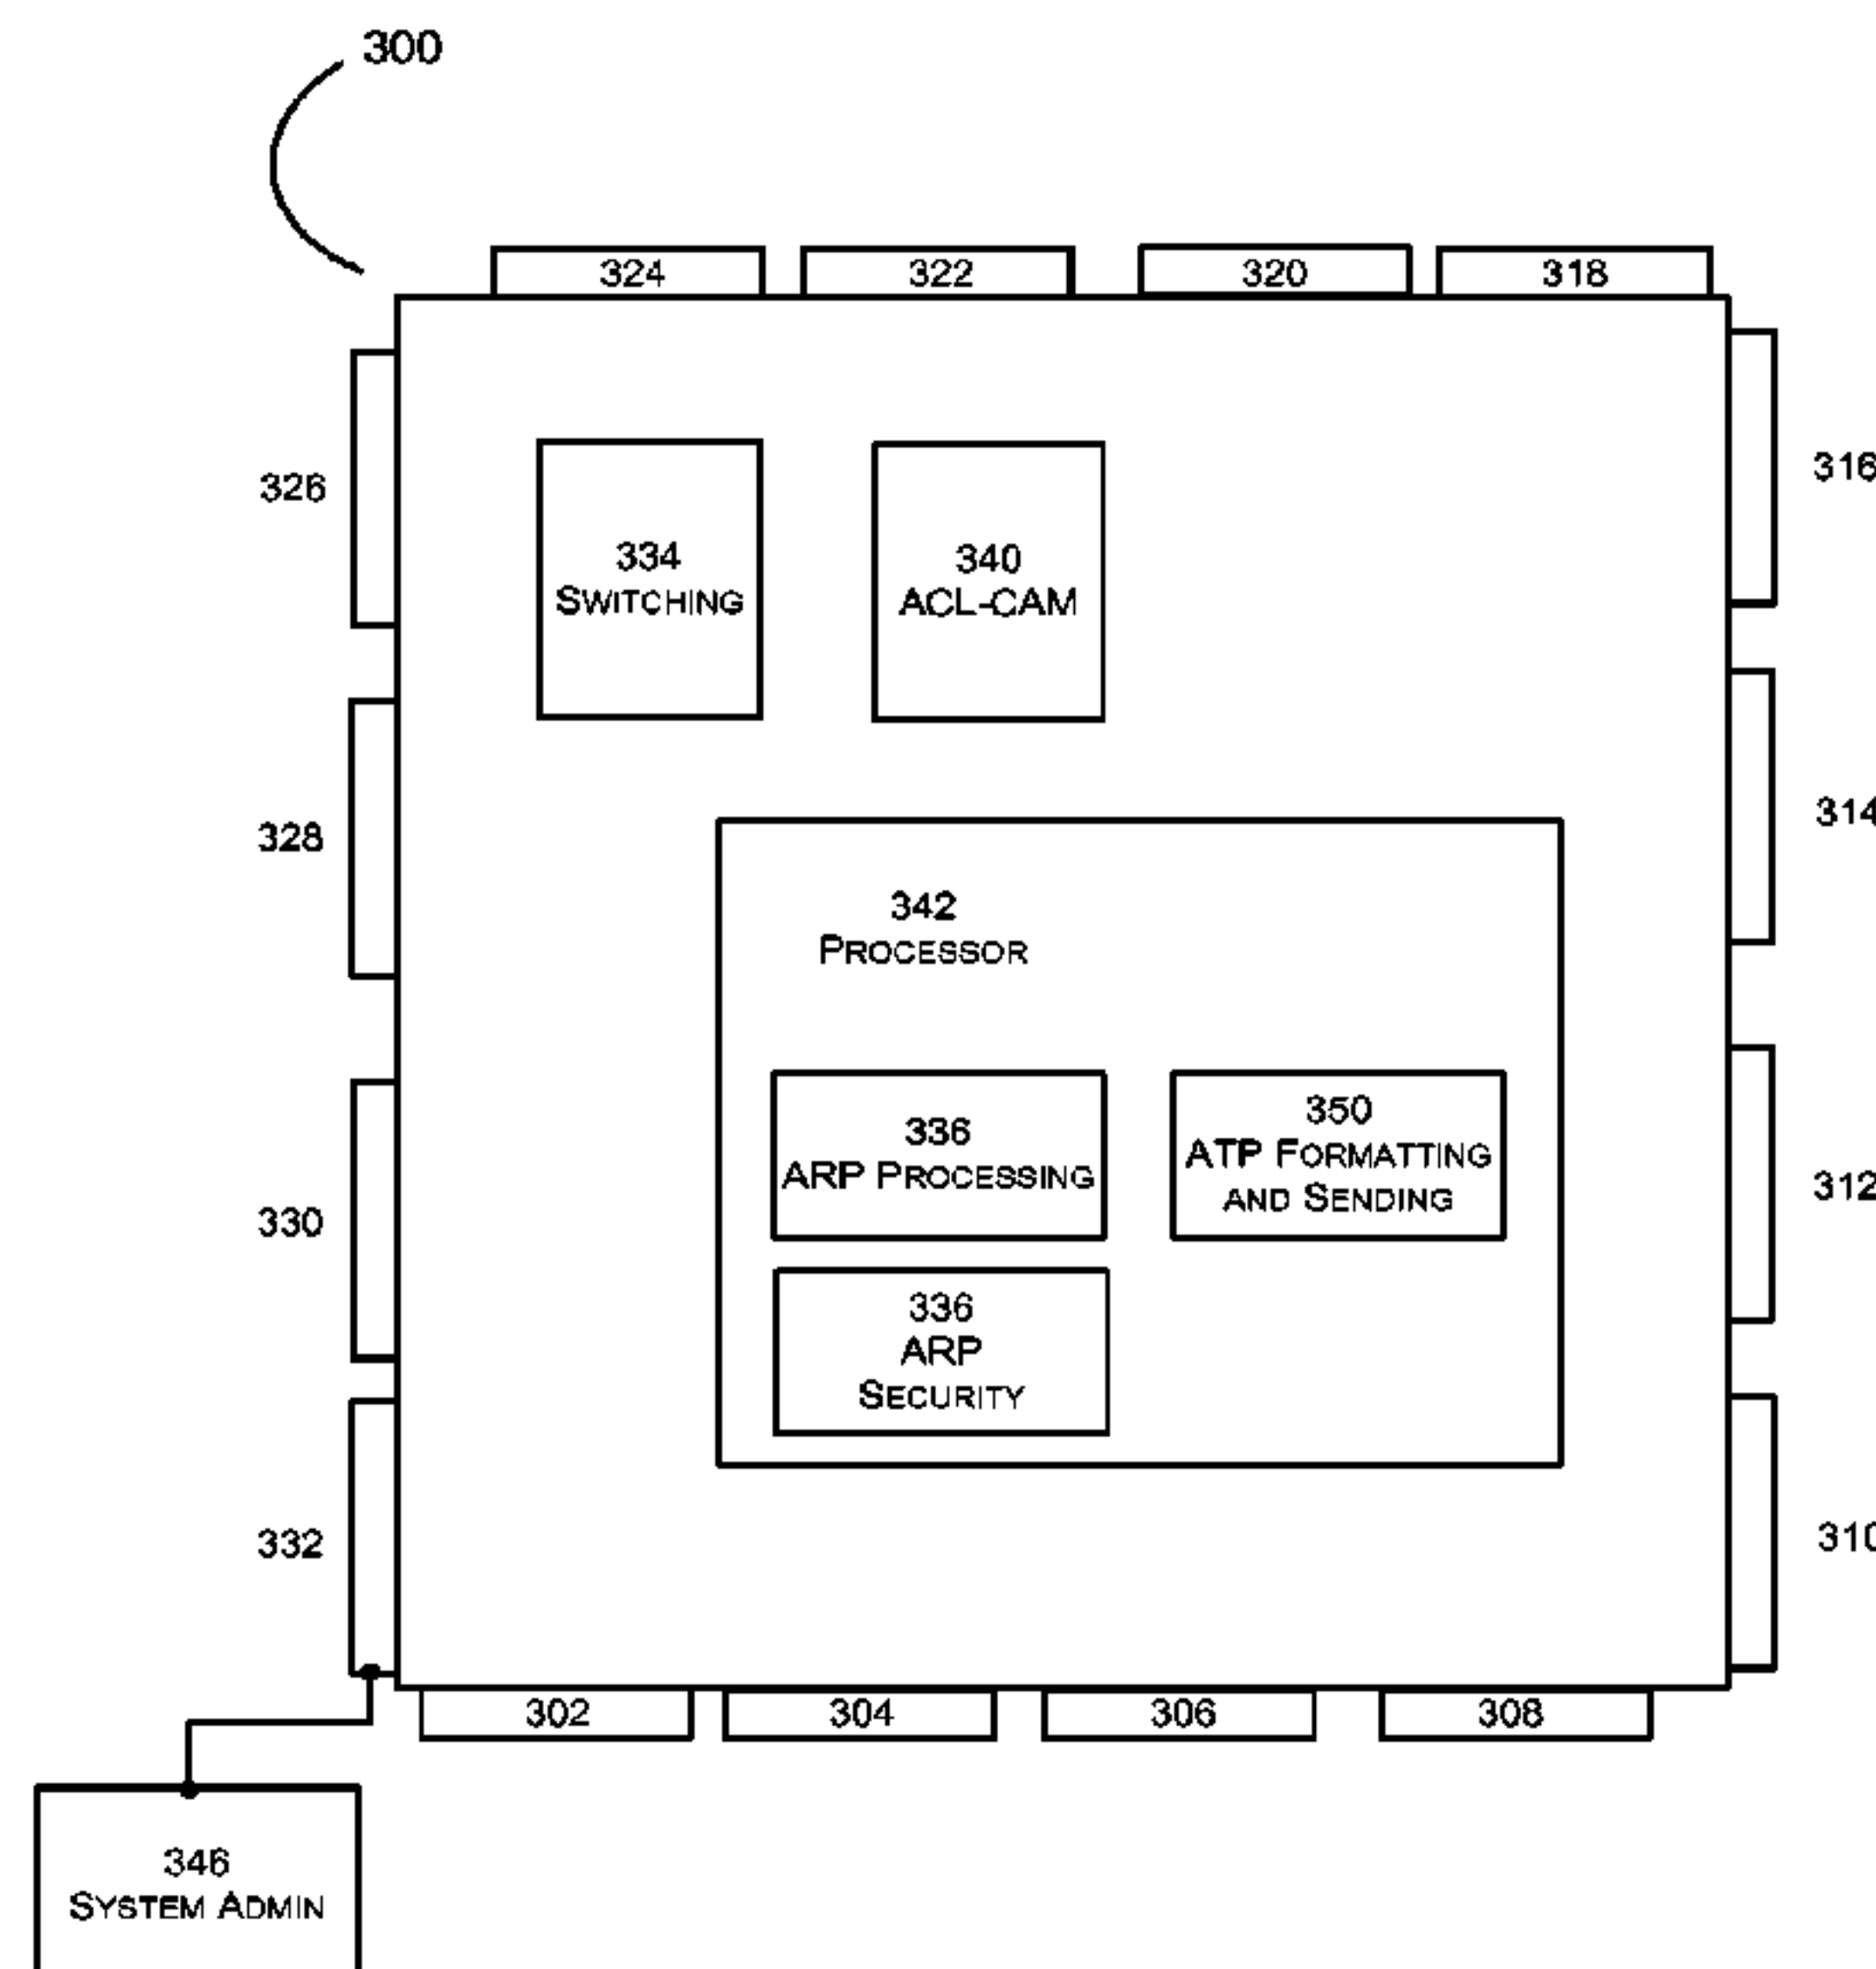 300
324
322
320
318
326
316
334
SWITCHING
340
ACL-CAM
328
314
342
PROCESSOR
336
ARP PROCESSING
350
ATP FORMATTING
AND SENDING
330
312
336
ARP
SECURITY
332
310
302
304
306
308
346
SYSTEM ADMIN